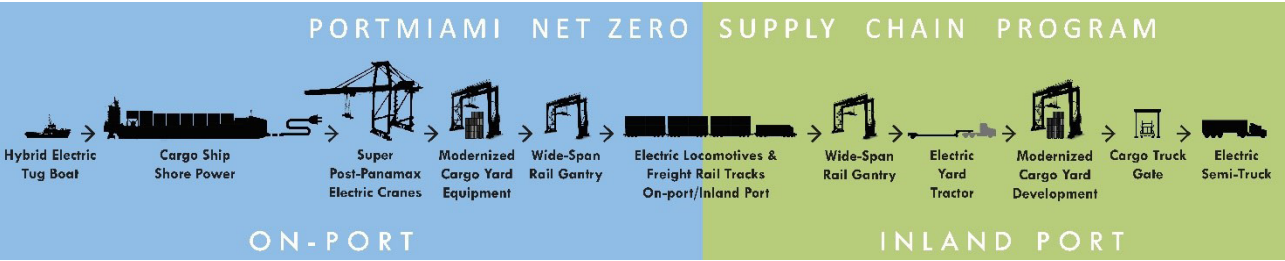 PORTMIAMI NET ZERO SUPPLY CHAIN PROGRAM
Hybrid Electric
Tug Boat
Cargo Ship
Shore Power
Super
Post-Panamax
Electric Cranes
Modernized
Cargo Yard
Equipment
Wide-Span
Rail Gantry
Electric Locomotives &
Freight Rail Tracks
On-port/Inland Port
Wide-Span
Rail Gantry
Electric
Yard
Tractor
Modernized
Cargo Yard
Development
Cargo Truck
Gate
Electric
Semi-Truck
ON-PORT
INLAND PORT